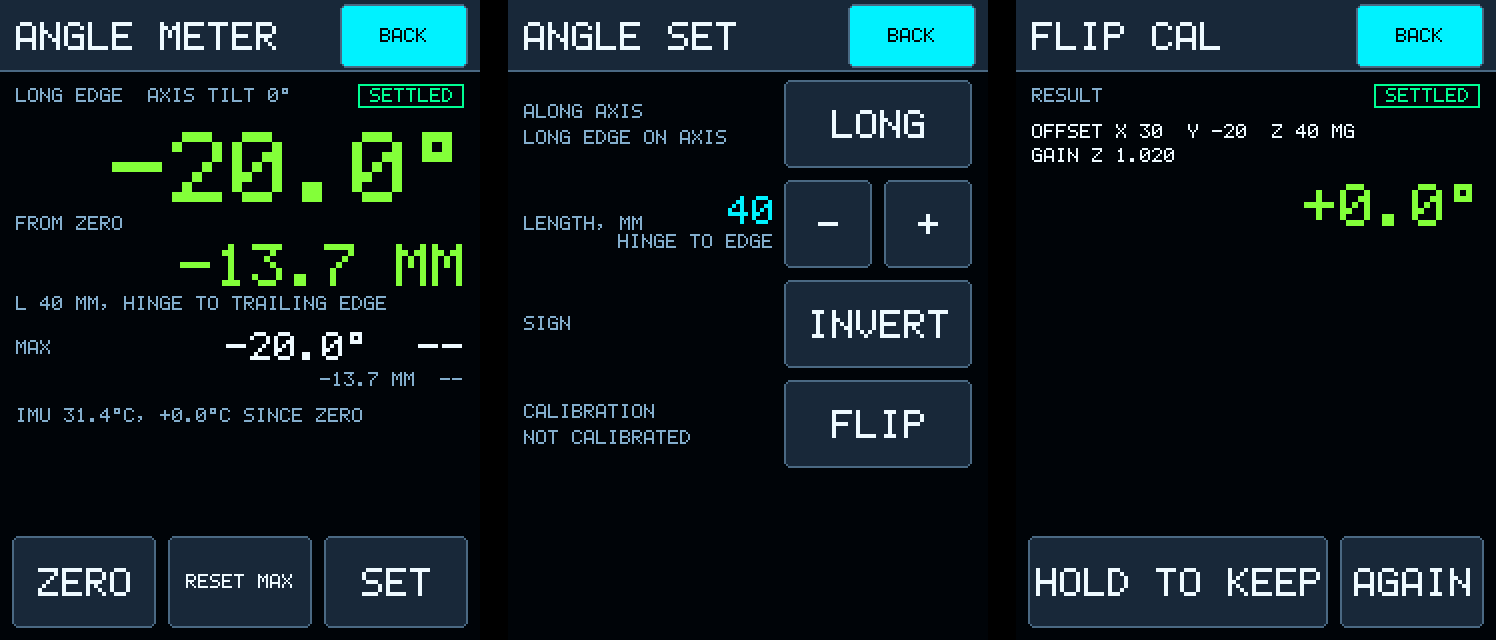 ANGLE METER
BACK
LONG EDGE AXIS TILT 0°
SETTLED
-20.0°
FROM ZERO
-13.7 MM
L 40 MM, HINGE TO TRAILING EDGE
MAX -20.0° --
-13.7 MM --
IMU 31.4°C, +0.0°C SINCE ZERO
ZERO
RESET MAX
SET
ANGLE SET
BACK
ALONG AXIS
LONG EDGE ON AXIS
LONG
LENGTH, MM 40
HINGE TO EDGE
-
+
SIGN
INVERT
CALIBRATION
NOT CALIBRATED
FLIP
FLIP CAL
BACK
RESULT
SETTLED
OFFSET X 30 Y -20 Z 40 MG
GAIN Z 1.020
+0.0°
HOLD TO KEEP
AGAIN